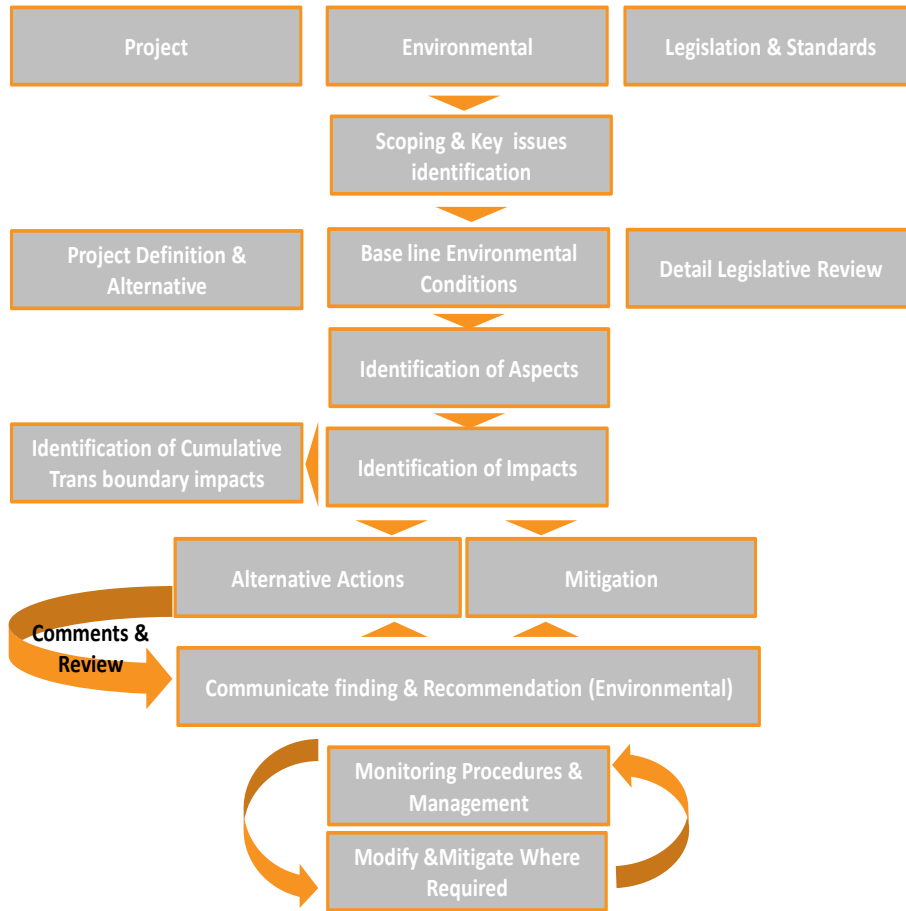 Project
Environmental
Legislation & Standards
Scoping & Key issues
identification
Project Definition &
Alternative
Base line Environmental
Conditions
Detail Legislative Review
Identification of Aspects
Identification of Cumulative
Trans boundary impacts
Identification of Impacts
Alternative Actions
Mitigation
Comments &
Review
Communicate finding & Recommendation (Environmental)
Monitoring Procedures &
Management
Modify &Mitigate Where
Required